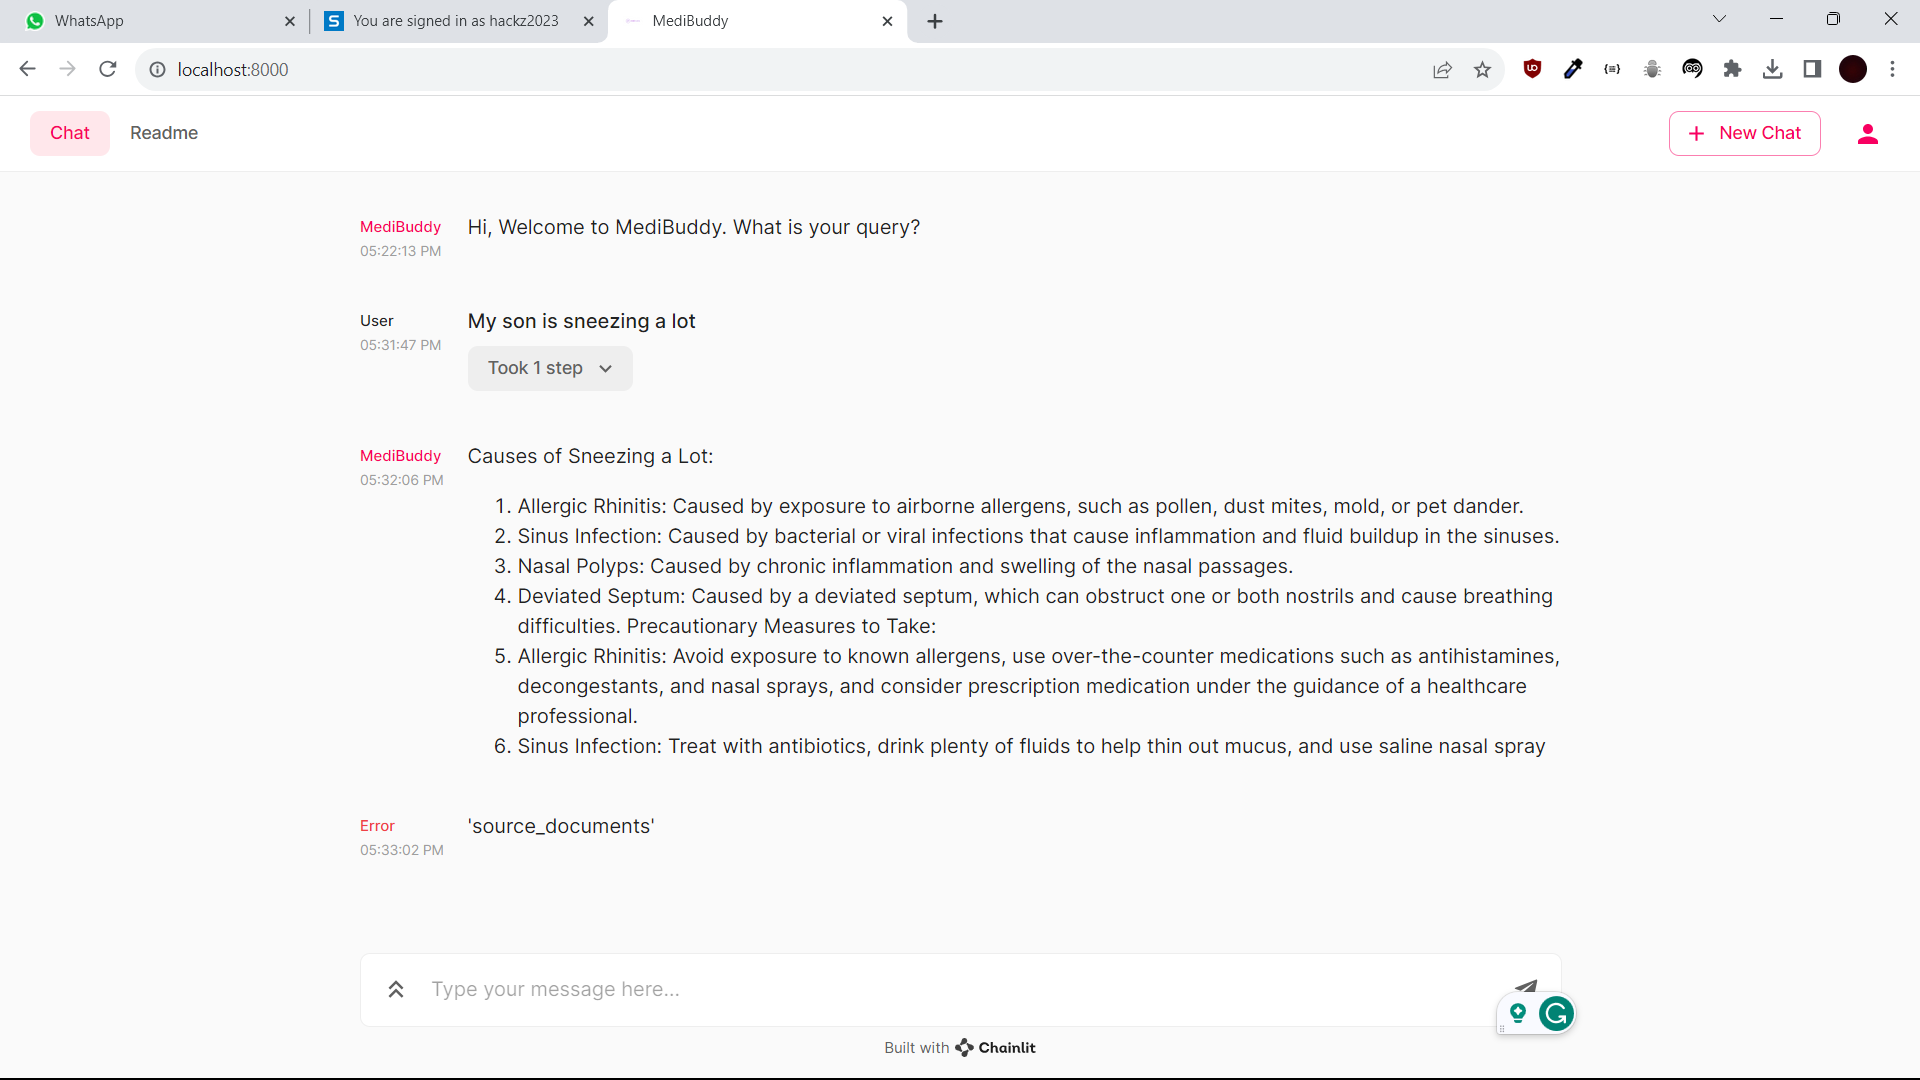 WhatsApp
You are signed in as hackz2023
MediBuddy
localhost:8000
Chat
Readme
+ New Chat
MediBuddy
Hi, Welcome to MediBuddy. What is your query?
05:22:13 PM
User
My son is sneezing a lot
05:31:47 PM
Took 1 step
MediBuddy
Causes of Sneezing a Lot:
05:32:06 PM
1. Allergic Rhinitis: Caused by exposure to airborne allergens, such as pollen, dust mites, mold, or pet dander.
2. Sinus Infection: Caused by bacterial or viral infections that cause inflammation and fluid buildup in the sinuses.
3. Nasal Polyps: Caused by chronic inflammation and swelling of the nasal passages.
4. Deviated Septum: Caused by a deviated septum, which can obstruct one or both nostrils and cause breathing
difficulties. Precautionary Measures to Take:
5. Allergic Rhinitis: Avoid exposure to known allergens, use over-the-counter medications such as antihistamines,
decongestants, and nasal sprays, and consider prescription medication under the guidance of a healthcare
professional.
6. Sinus Infection: Treat with antibiotics, drink plenty of fluids to help thin out mucus, and use saline nasal spray
Error
'source_documents'
05:33:02 PM
Type your message here...
Built with Chainlit